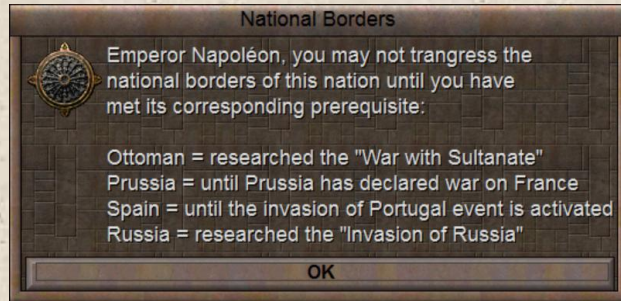 National Borders
Emperor Napoléon, you may not trangress the
national borders of this nation until you have
met its corresponding prerequisite:
Ottoman = researched the "War with Sultanate"
Prussia = until Prussia has declared war on France
Spain = until the invasion of Portugal event is activated
Russia = researched the "Invasion of Russia"
OK